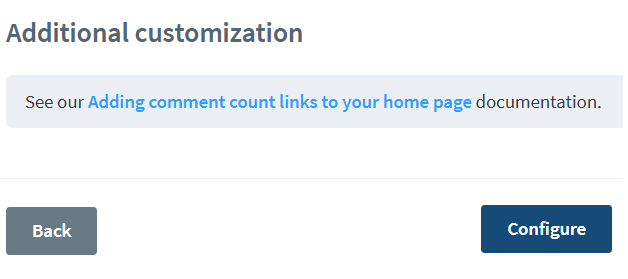 Additional customization
See our Adding comment count links to your home page documentation.
Back
Configure